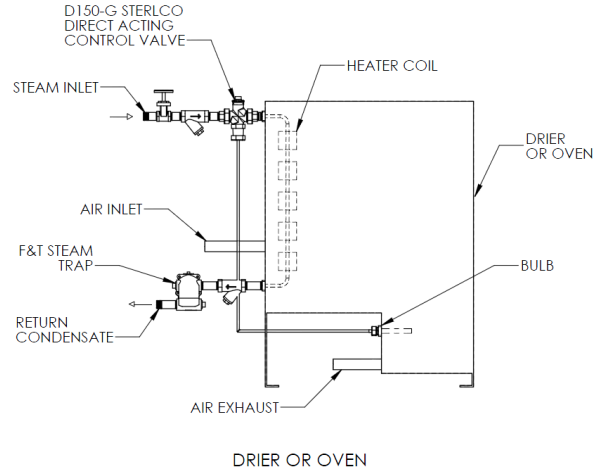 D150-G STERLCO
DIRECT ACTING
CONTROL VALVE
STEAM INLET
HEATER COIL
DRIER
OR OVEN
AIR INLET
F&T STEAM
TRAP
BULB
RETURN
CONDENSATE
AIR EXHAUST
DRIER OR OVEN